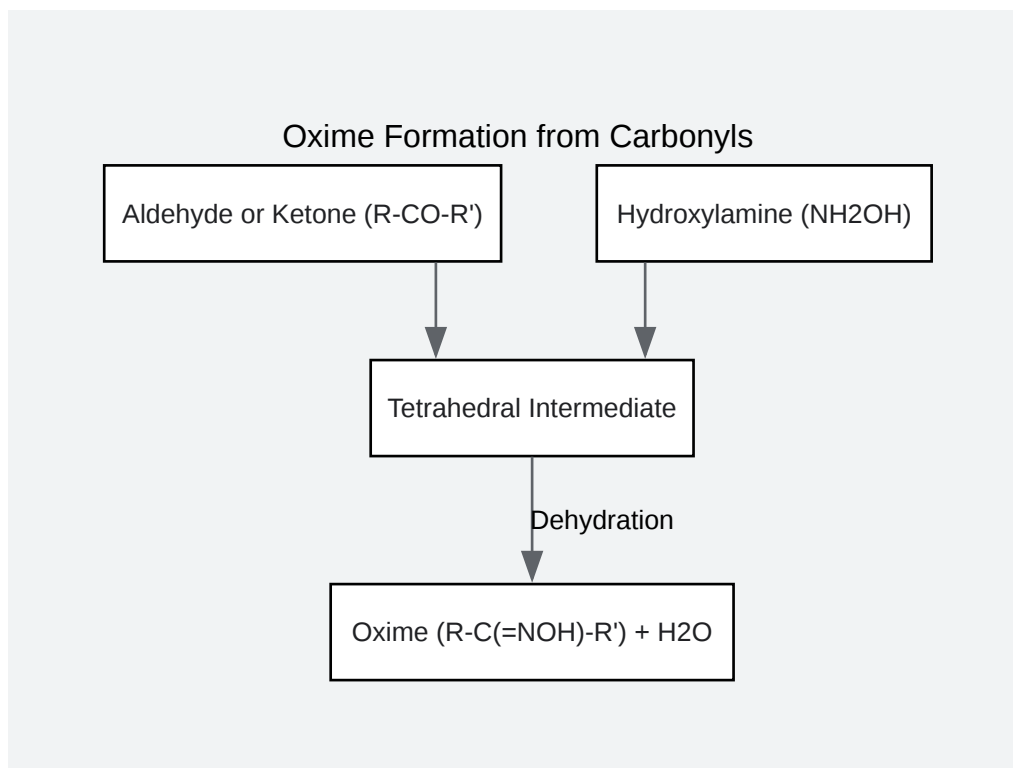 Oxime Formation from Carbonyls
Aldehyde or Ketone (R-CO-R')
Hydroxylamine (NH2OH)
Tetrahedral Intermediate
Dehydration
Oxime (R-C(=NOH)-R') + H2O